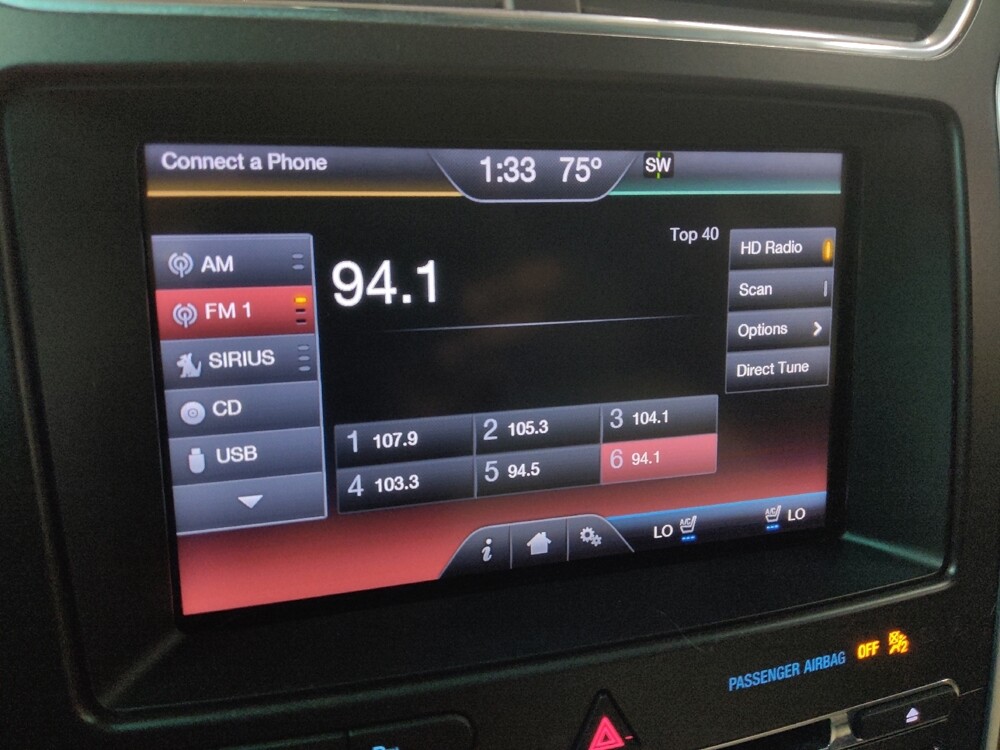 Connect a Phone
1:33 75° SW
Top 40
94.1
AM
FM 1
SIRIUS
CD
USB
HD Radio
Scan
Options
Direct Tune
1 107.9
2 105.3
3 104.1
4 103.3
5 94.5
6 94.1
i
LO A/C
A/C LO
PASSENGER AIRBAG OFF